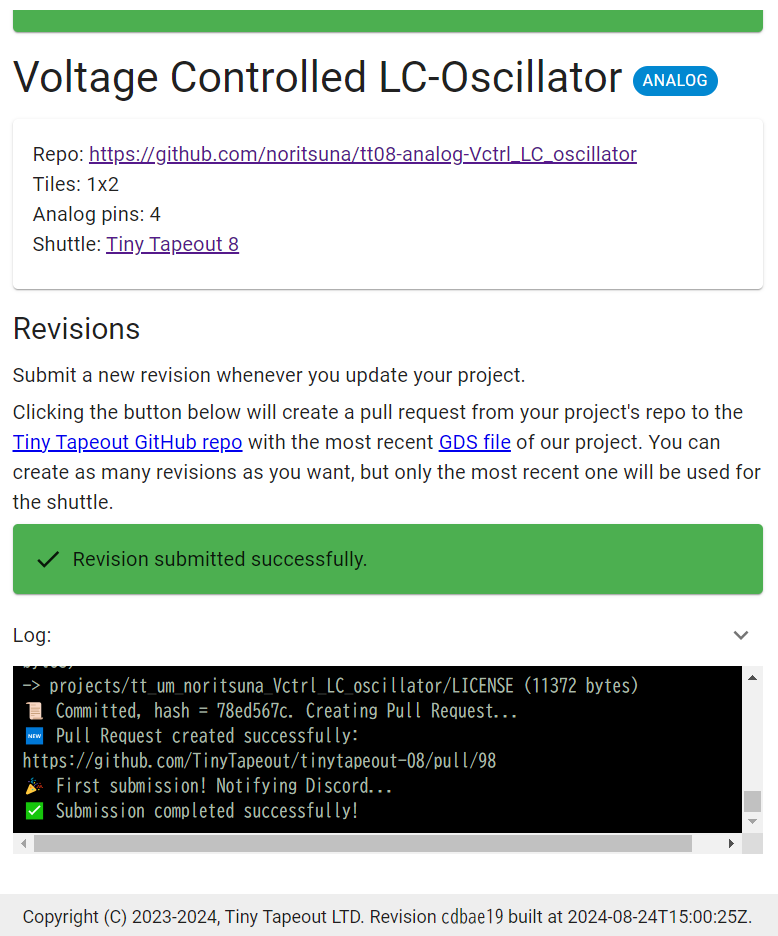 Voltage Controlled LC-Oscillator ANALOG
Repo: https://github.com/noritsuna/tt08-analog-Vctrl_LC_oscillator
Tiles: 1x2
Analog pins: 4
Shuttle: Tiny Tapeout 8
Revisions
Submit a new revision whenever you update your project.
Clicking the button below will create a pull request from your project's repo to the
Tiny Tapeout GitHub repo with the most recent GDS file of our project. You can
create as many revisions as you want, but only the most recent one will be used for
the shuttle.
Revision submitted successfully.
Log:
-> projects/tt_um_noritsuna_Vctrl_LC_oscillator/LICENSE (11372 bytes)
📜 Committed, hash = 78ed567c. Creating Pull Request...
🆕 Pull Request created successfully:
https://github.com/TinyTapeout/tinytapeout-08/pull/98
🎉 First submission! Notifying Discord...
✅ Submission completed successfully!
Copyright (C) 2023-2024, Tiny Tapeout LTD. Revision cdbae19 built at 2024-08-24T15:00:25Z.